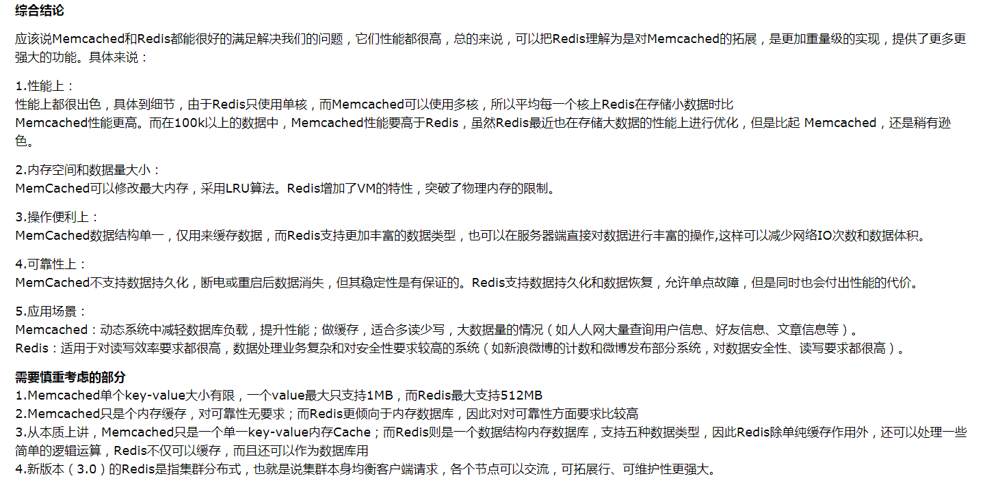 综合结论
应该说Memcached和Redis都能很好的满足解决我们的问题，它们性能都很高，总的来说，可以把Redis理解为是对Memcached的拓展，是更加重量级的实现，提供了更多更
强大的功能。具体来说：
1.性能上：
性能上都很出色，具体到细节，由于Redis只使用单核，而Memcached可以使用多核，所以平均每一个核上Redis在存储小数据时比
Memcached性能更高。而在100k以上的数据中，Memcached性能要高于Redis，虽然Redis最近也在存储大数据的性能上进行优化，但是比起 Memcached，还是稍有逊
色。
2.内存空间和数据量大小：
MemCached可以修改最大内存，采用LRU算法。Redis增加了VM的特性，突破了物理内存的限制。
3.操作便利上：
MemCached数据结构单一，仅用来缓存数据，而Redis支持更加丰富的数据类型，也可以在服务器端直接对数据进行丰富的操作,这样可以减少网络IO次数和数据体积。
4.可靠性上：
MemCached不支持数据持久化，断电或重启后数据消失，但其稳定性是有保证的。Redis支持数据持久化和数据恢复，允许单点故障，但是同时也会付出性能的代价。
5.应用场景：
Memcached：动态系统中减轻数据库负载，提升性能；做缓存，适合多读少写，大数据量的情况（如人人网大量查询用户信息、好友信息、文章信息等）。
Redis：适用于对读写效率要求都很高，数据处理业务复杂和对安全性要求较高的系统（如新浪微博的计数和微博发布部分系统，对数据安全性、读写要求都很高）。
需要慎重考虑的部分
1.Memcached单个key-value大小有限，一个value最大只支持1MB，而Redis最大支持512MB
2.Memcached只是个内存缓存，对可靠性无要求；而Redis更倾向于内存数据库，因此对对可靠性方面要求比较高
3.从本质上讲，Memcached只是一个单一key-value内存Cache；而Redis则是一个数据结构内存数据库，支持五种数据类型，因此Redis除单纯缓存作用外，还可以处理一些
简单的逻辑运算，Redis不仅可以缓存，而且还可以作为数据库用
4.新版本（3.0）的Redis是指集群分布式，也就是说集群本身均衡客户端请求，各个节点可以交流，可拓展行、可维护性更强大。